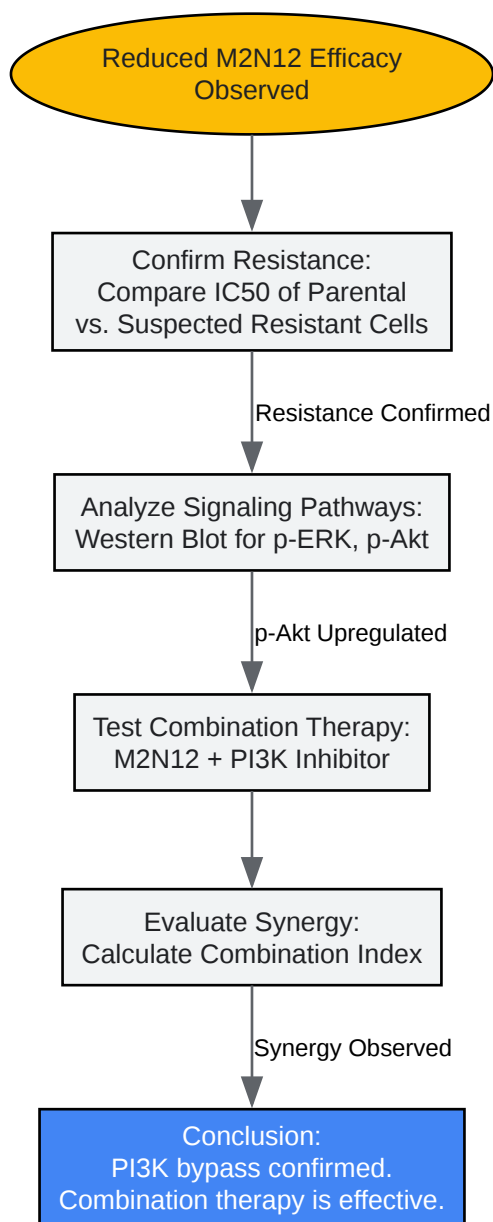 Reduced M2N12 Efficacy
Observed
Confirm Resistance:
Compare IC50 of Parental
vs. Suspected Resistant Cells
Resistance Confirmed
Analyze Signaling Pathways:
Western Blot for p-ERK, p-Akt
p-Akt Upregulated
Test Combination Therapy:
M2N12 + PI3K Inhibitor
Evaluate Synergy:
Calculate Combination Index
Synergy Observed
Conclusion:
PI3K bypass confirmed.
Combination therapy is effective.